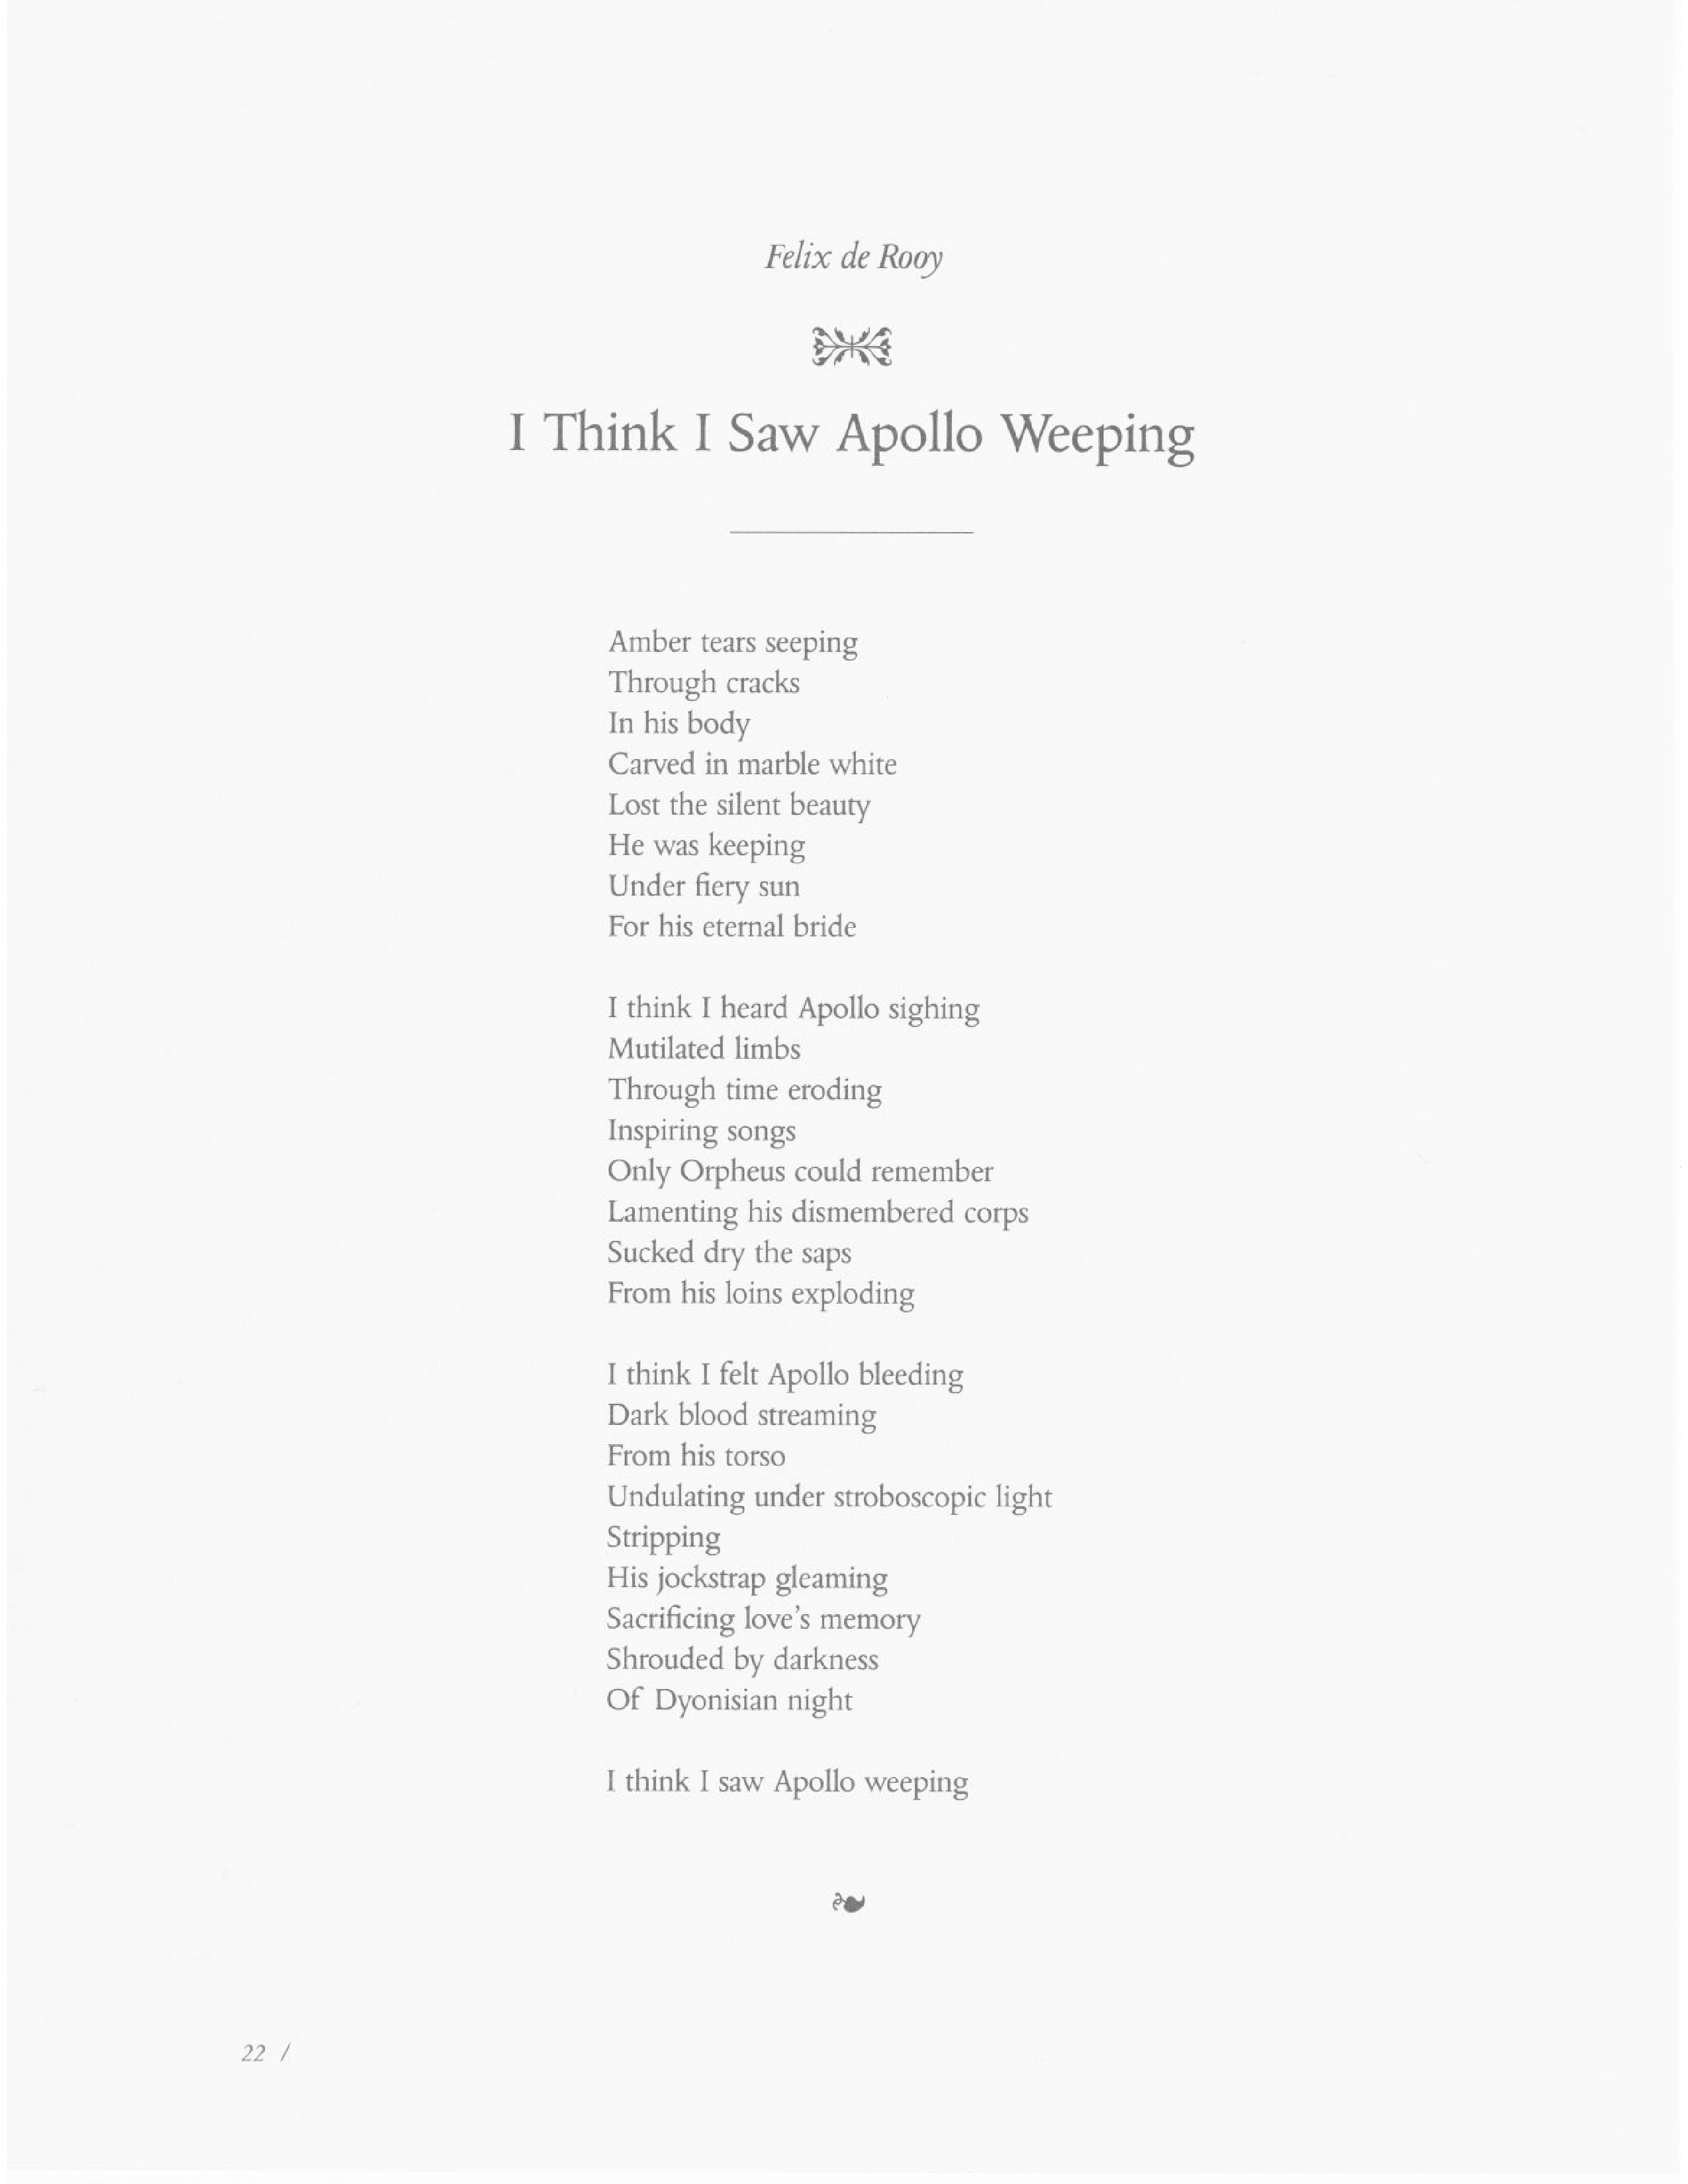 Felix de Rooy
I Think I Saw Apollo Weeping
Amber tears seeping
Through cracks
In his body
Carved in marble white
Lost the silent beauty
He was keeping
Under fiery sun
For his eternal bride
I think I heard Apollo sighing
Mutilated limbs
Through time eroding
Inspiring songs
Only Orpheus could remember
Lamenting his dismembered corps
Sucked dry the saps
From his loins exploding
I think I felt Apollo bleeding
Dark blood streaming
From his torso
Undulating under stroboscopic light
Stripping
His jockstrap gleaming
Sacrificing love's memory
Shrouded by darkness
Of Dyonisian night
I think I saw Apollo weeping
22 /